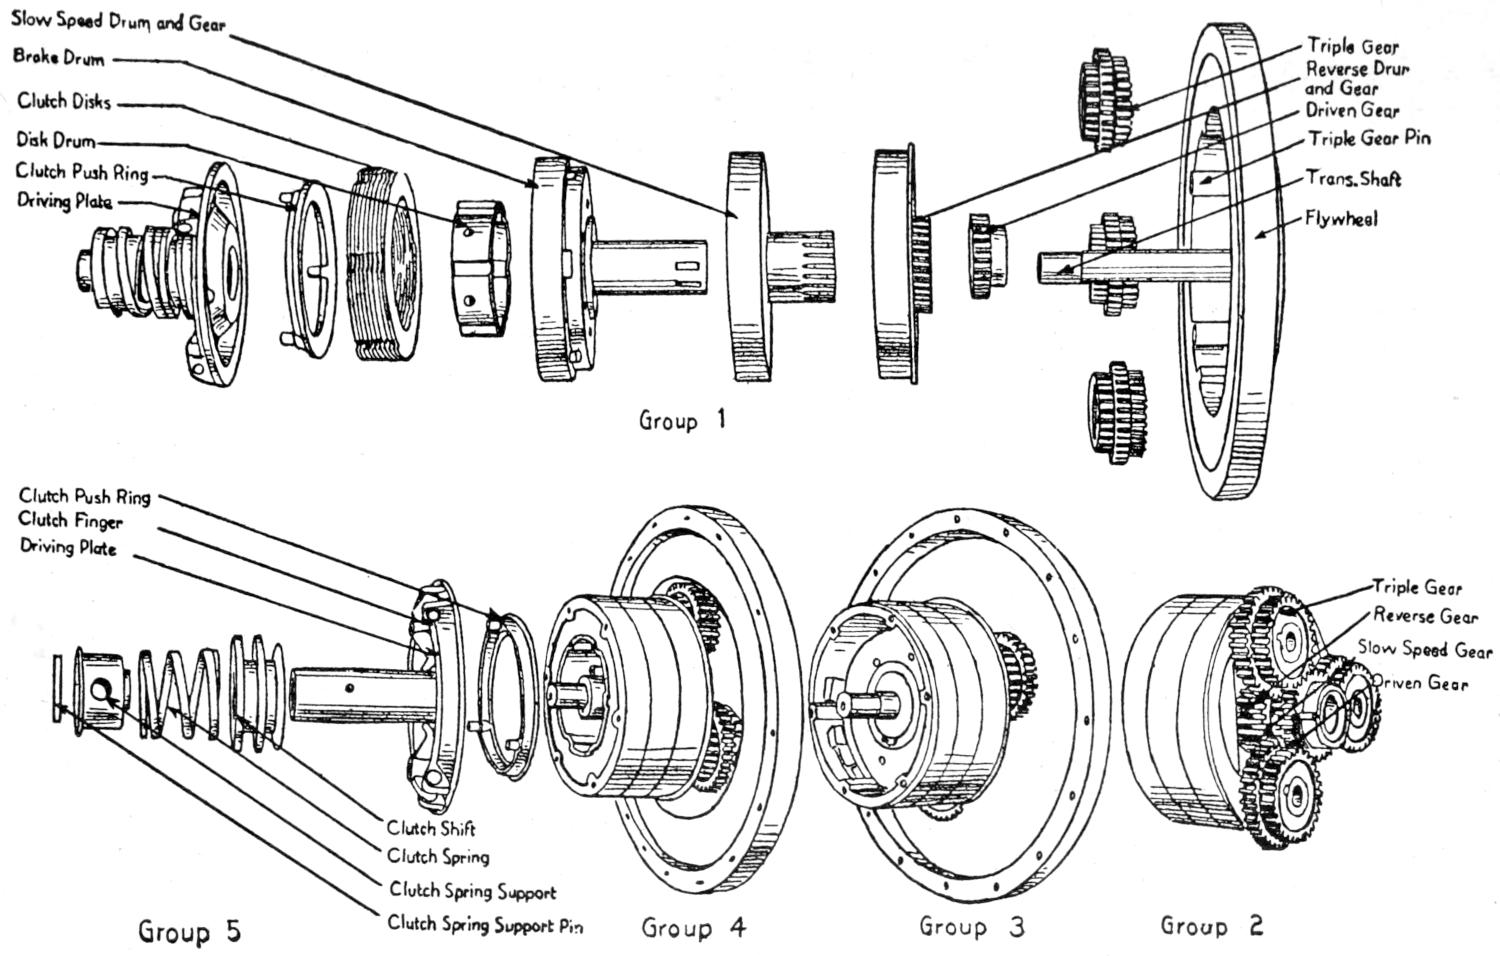 Slow Speed Drum and Gear
Brake Drum
Clutch Disks
Disk Drum
Clutch Push Ring
Driving Plate
Triple Gear
Reverse Drum
and Gear
Driven Gear
Triple Gear Pin
Trans. Shaft
Flywheel
Group 1
Clutch Push Ring
Clutch Finger
Driving Plate
Clutch Shift
Clutch Spring
Clutch Spring Support
Clutch Spring Support Pin
Triple Gear
Reverse Gear
Slow Speed Gear
Driven Gear
Group 5
Group 4
Group 3
Group 2